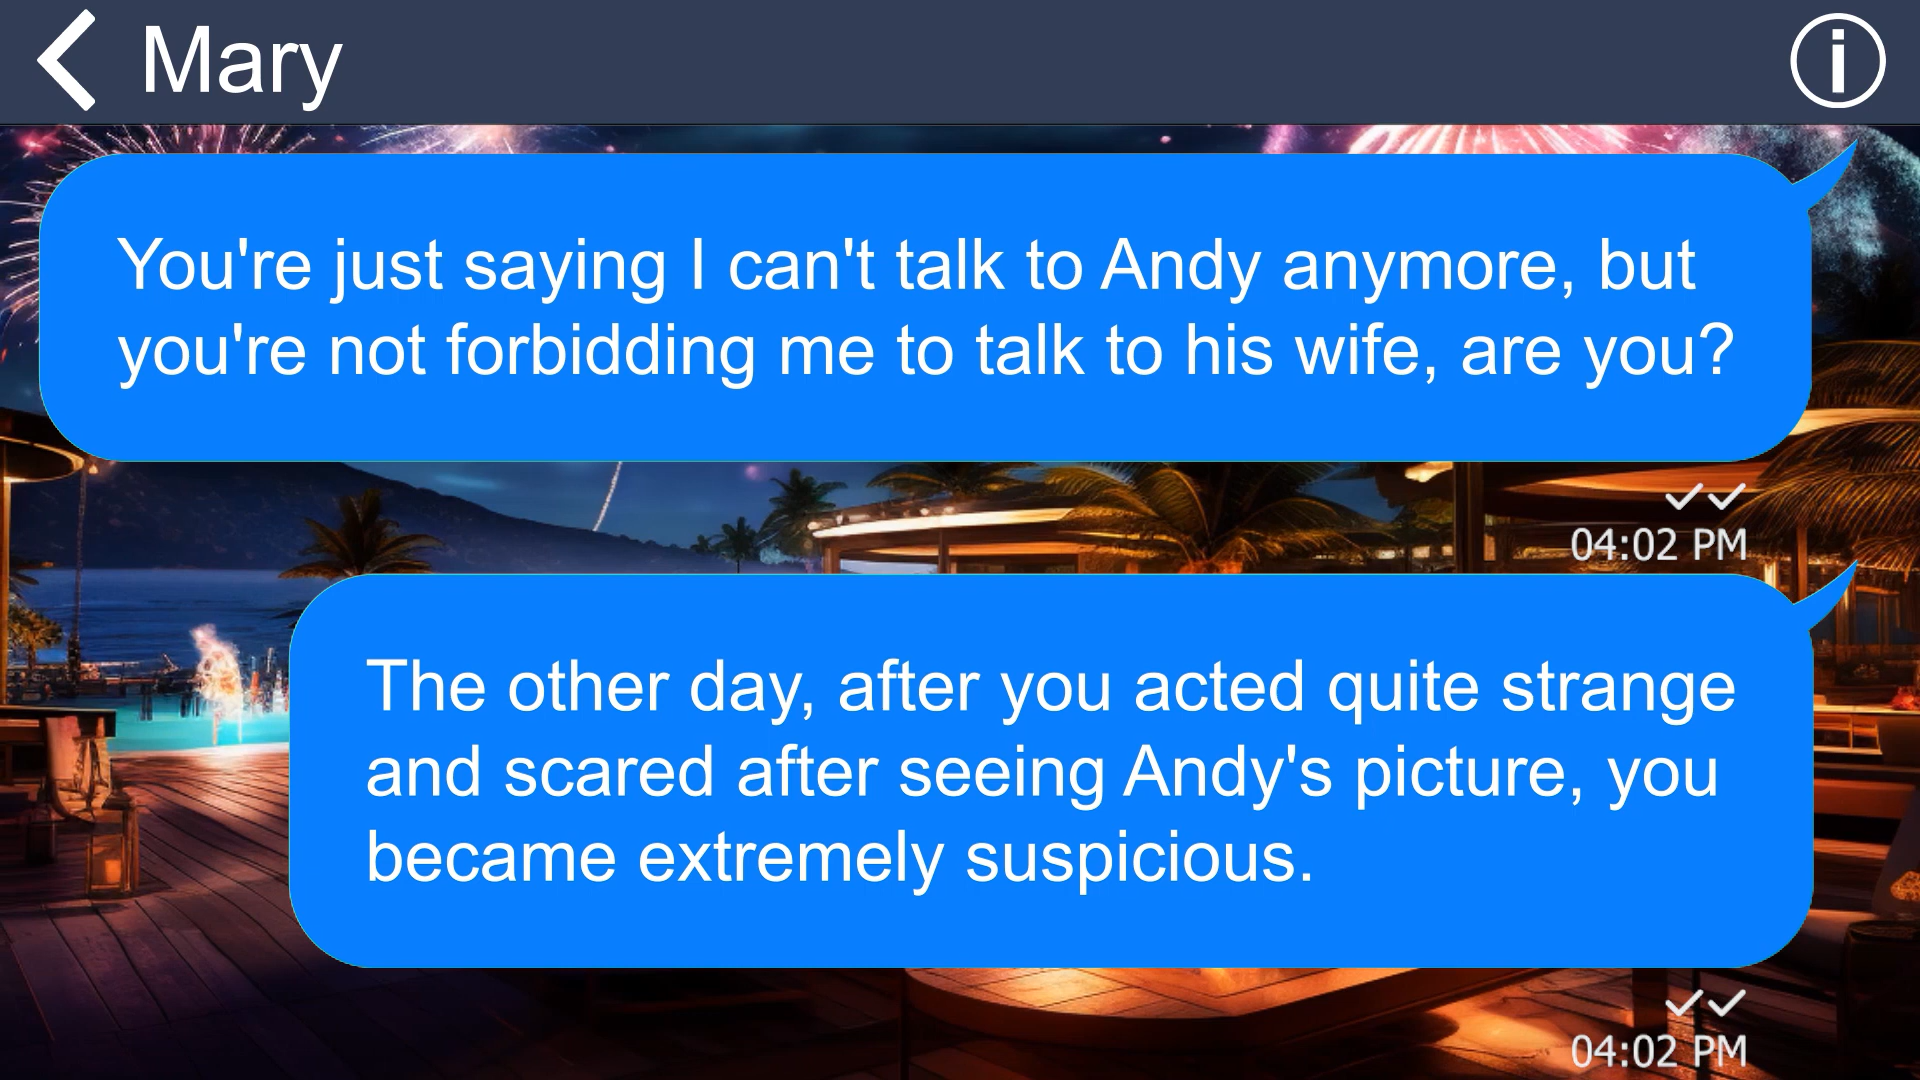 Mary
You're just saying I can't talk to Andy anymore, but
you're not forbidding me to talk to his wife, are you?
04:02 PM
The other day, after you acted quite strange
and scared after seeing Andy's picture, you
became extremely suspicious.
04:02 PM